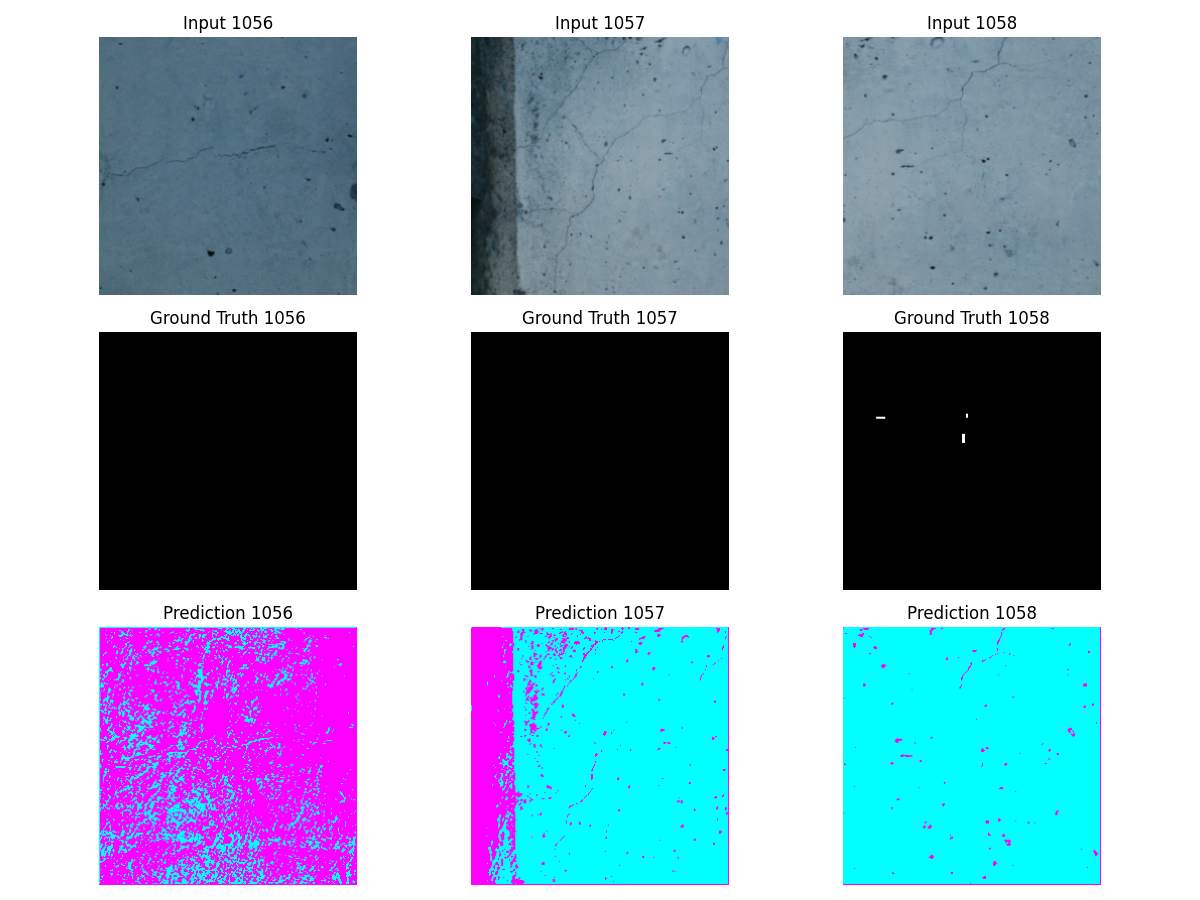 Input 1056
Input 1057
Input 1058
Ground Truth 1056
Ground Truth 1057
Ground Truth 1058
Prediction 1056
Prediction 1057
Prediction 1058